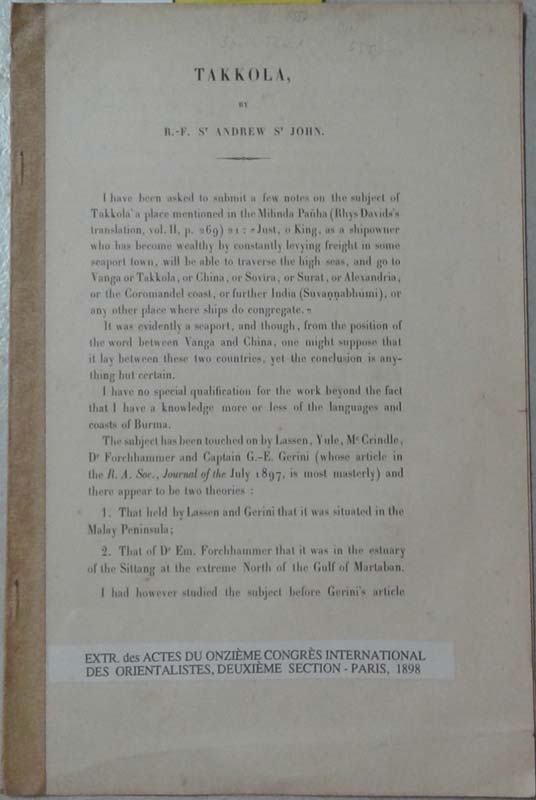 TAKKOLA,
BY
R.-F. Sᵗ ANDREW Sᵗ JOHN.
I have been asked to submit a few notes on the subject of
Takkola a place mentioned in the Milinda Pañha (Rhys Davids's
translation, vol. II, p. 269) 21 : «Just, o King, as a shipowner
who has become wealthy by constantly levying freight in some
seaport town, will be able to traverse the high seas, and go to
Vanga or Takkola, or China, or Sovira, or Surat, or Alexandria,
or the Coromandel coast, or further India (Suvaṇṇabhúmi), or
any other place where ships do congregate.»
It was evidently a seaport, and though, from the position of
the word between Vanga and China, one might suppose that
it lay between these two countries, yet the conclusion is any-
thing but certain.
I have no special qualification for the work beyond the fact
that I have a knowledge more or less of the languages and
coasts of Burma.
The subject has been touched on by Lassen, Yule, Mᶜ Crindle,
Dʳ Forchhammer and Captain G.-E. Gerini (whose article in
the R. A. Soc., Journal of the July 1897, is most masterly) and
there appear to be two theories :
1. That held by Lassen and Gerini that it was situated in the
Malay Peninsula;
2. That of Dʳ Em. Forchhammer that it was in the estuary
of the Sittang at the extreme North of the Gulf of Martaban.
I had however studied the subject before Gerini's article
EXTR. des ACTES DU ONZIÈME CONGRÈS INTERNATIONAL
DES ORIENTALISTES, DEUXIÈME SECTION - PARIS, 1898